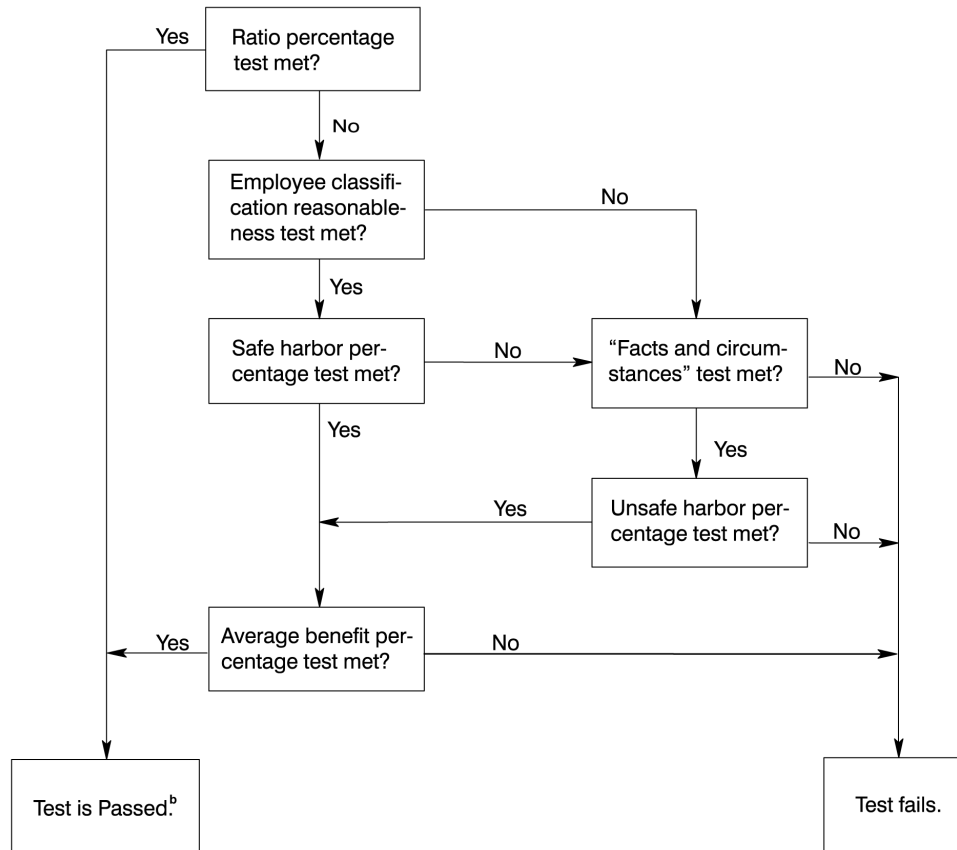 Yes
Ratio percentage
test met?
No
Employee classifi-
cation reasonable-
ness test met?
No
Yes
Safe harbor per-
centage test met?
No
“Facts and circum-
stances” test met?
No
Yes
Yes
Unsafe harbor per-
centage test met?
Yes
No
Average benefit per-
centage test met?
Yes
No
Test is Passed.b
Test fails.